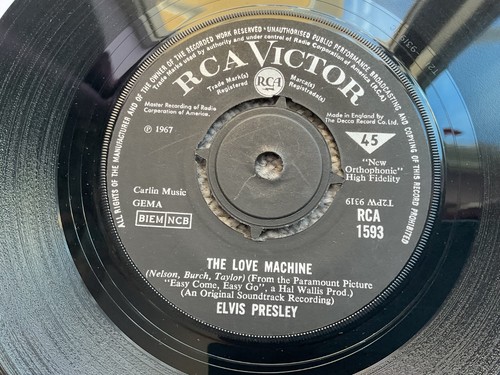 ALL RIGHTS OF THE MANUFACTURER AND OF THE OWNER OF THE RECORDED WORK RESERVED • UNAUTHORISED PUBLIC PERFORMANCE, BROADCASTING AND COPYING OF THIS RECORD PROHIBITED
Trade Marks used by authority and under control of Radio Corporation of America (RCA)
RCA VICTOR
Trade Mark(s)
Registered
RCA
Marca(s)
Registrada(s)
Master Recording of Radio
Corporation of America.
Made in England by
The Decca Record Co. Ltd.
℗ 1967
45
"New
Orthophonic"
High Fidelity
Carlin Music
GEMA
BIEM NCB
T2PW 9319
RCA
1593
THE LOVE MACHINE
(Nelson, Burch, Taylor) (From the Paramount Picture
"Easy Come, Easy Go", a Hal Wallis Prod.)
(An Original Soundtrack Recording)
ELVIS PRESLEY